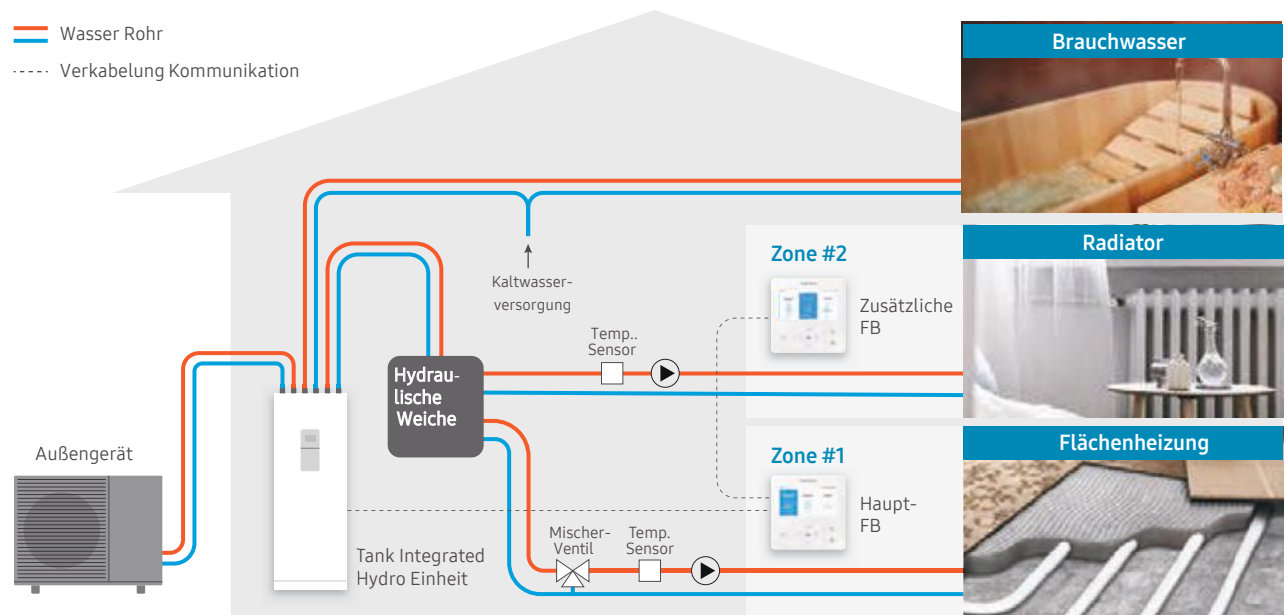 Wasser Rohr
Verkabelung Kommunikation
Brauchwasser
Kaltwasser-
versorgung
Zone #2
Zusätzliche
FB
Radiator
Temp..
Sensor
Hydrau-
lische
Weiche
Außengerät
Zone #1
Haupt-
FB
Flächenheizung
Mischer-
Ventil
Temp.
Sensor
Tank Integrated
Hydro Einheit